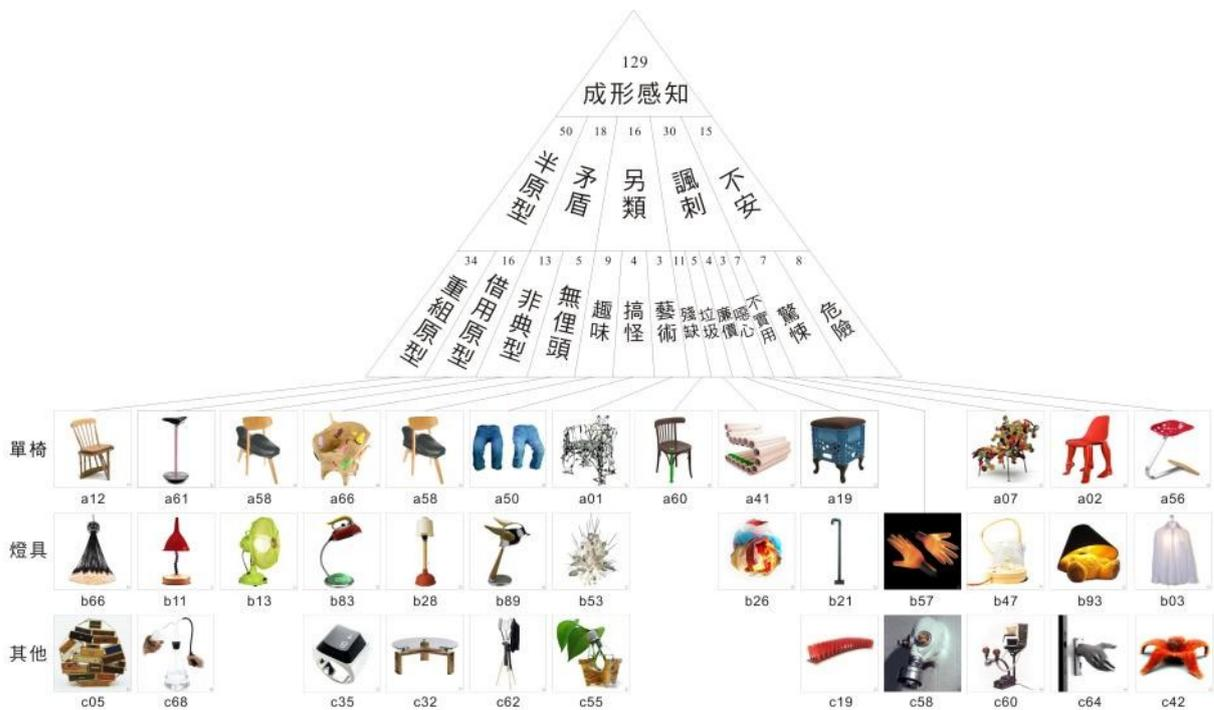 129
成形感知
50 18 16 30 15
半原型 矛盾 另類 諷刺 不安
34 16 13 5 9 4 3 11 5 4 3 7 7 8
重組原型 借用原型 非典型 無俚頭 趣味 搞怪 藝術 殘缺 垃圾 廉價 噁心 不實用 驚悚 危險
單椅
a12 a61 a58 a66 a58 a50 a01 a60 a41 a19 a07 a02 a56
燈具
b66 b11 b13 b83 b28 b89 b53 b26 b21 b57 b47 b93 b03
其他
c05 c68 c35 c32 c62 c55 c19 c58 c60 c64 c42